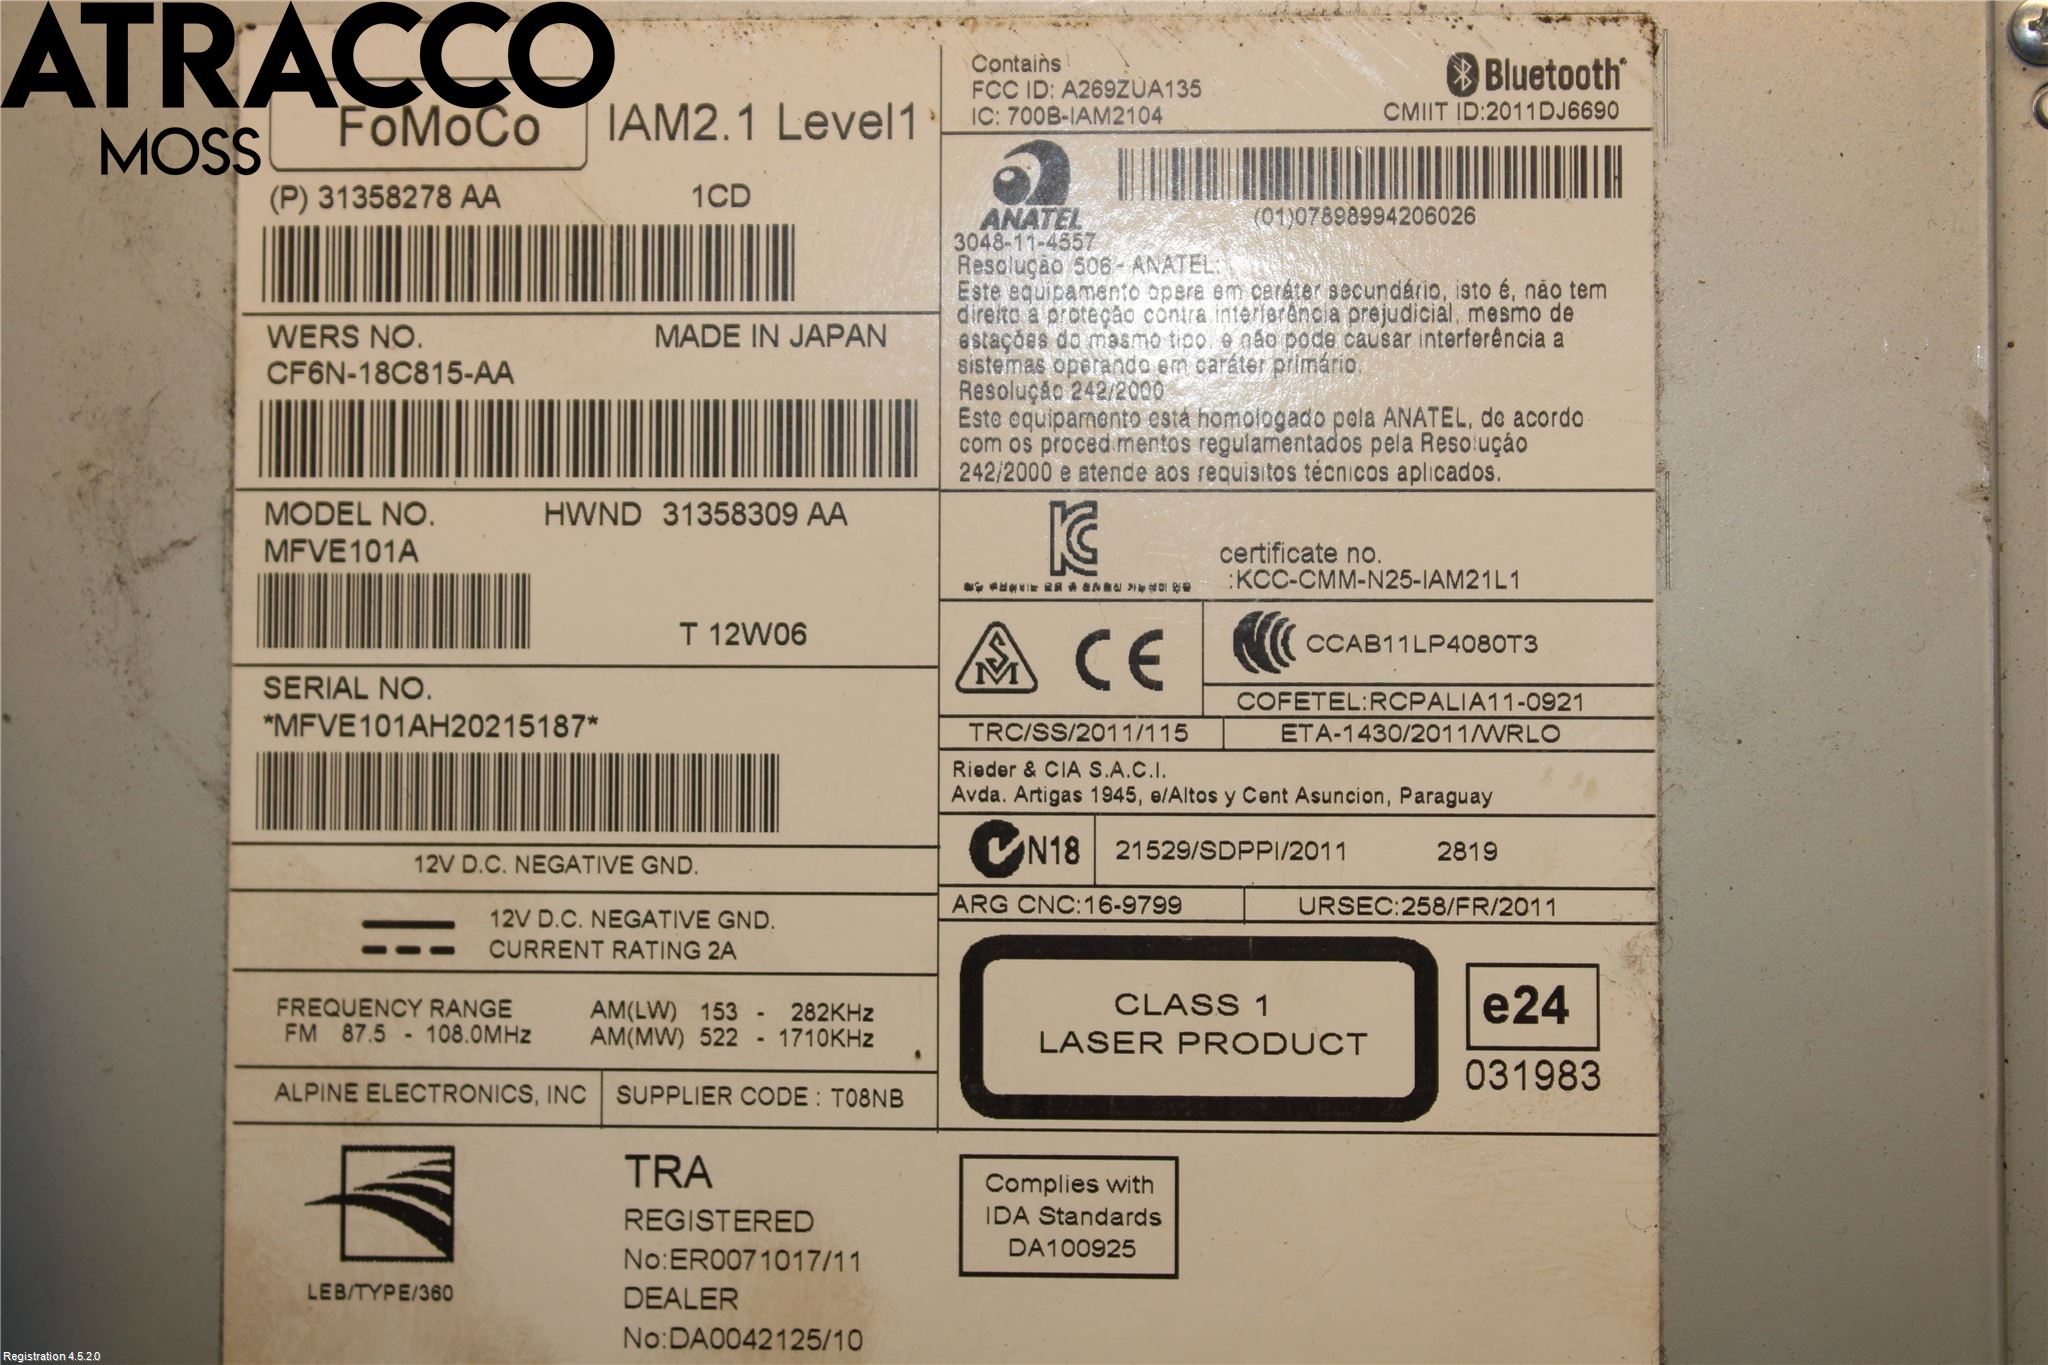 ATRACCO
MOSS
FoMoCo
IAM2.1 Level1
(P) 31358278 AA 1CD
WERS NO. MADE IN JAPAN
CF6N-18C815-AA
MODEL NO. HWND 31358309 AA
MFVE101A
T 12W06
SERIAL NO.
*MFVE101AH20215187*
12V D.C. NEGATIVE GND.
12V D.C. NEGATIVE GND.
CURRENT RATING 2A
FREQUENCY RANGE AM(LW) 153 - 282KHz
FM 87.5 - 108.0MHz AM(MW) 522 - 1710KHz
ALPINE ELECTRONICS, INC SUPPLIER CODE : T08NB
LEB/TYPE/360
TRA
REGISTERED
No:ER0071017/11
DEALER
No:DA0042125/10
Contains
FCC ID: A269ZUA135
IC: 700B-IAM2104
Bluetooth®
CMIIT ID:2011DJ6690
ANATEL
(01)07898994206026
3048-11-4557
Resolução 506 - ANATEL:
Este equipamento opera em caráter secundário, isto é, não tem
direito a proteção contra interferência prejudicial, mesmo de
estações do mesmo tipo, e não pode causar interferência a
sistemas operando em caráter primário.
Resolução 242/2000
Este equipamento está homologado pela ANATEL, de acordo
com os procedimentos regulamentados pela Resolução
242/2000 e atende aos requisitos técnicos aplicados.
KC
certificate no.
:KCC-CMM-N25-IAM21L1
SM
CE
CCAB11LP4080T3
COFETEL:RCPALIA11-0921
TRC/SS/2011/115 ETA-1430/2011/WRLO
Rieder & CIA S.A.C.I.
Avda. Artigas 1945, e/Altos y Cent Asuncion, Paraguay
N18 21529/SDPPI/2011 2819
ARG CNC:16-9799 URSEC:258/FR/2011
CLASS 1
LASER PRODUCT
e24
031983
Complies with
IDA Standards
DA100925
Registration 4.5.2.0